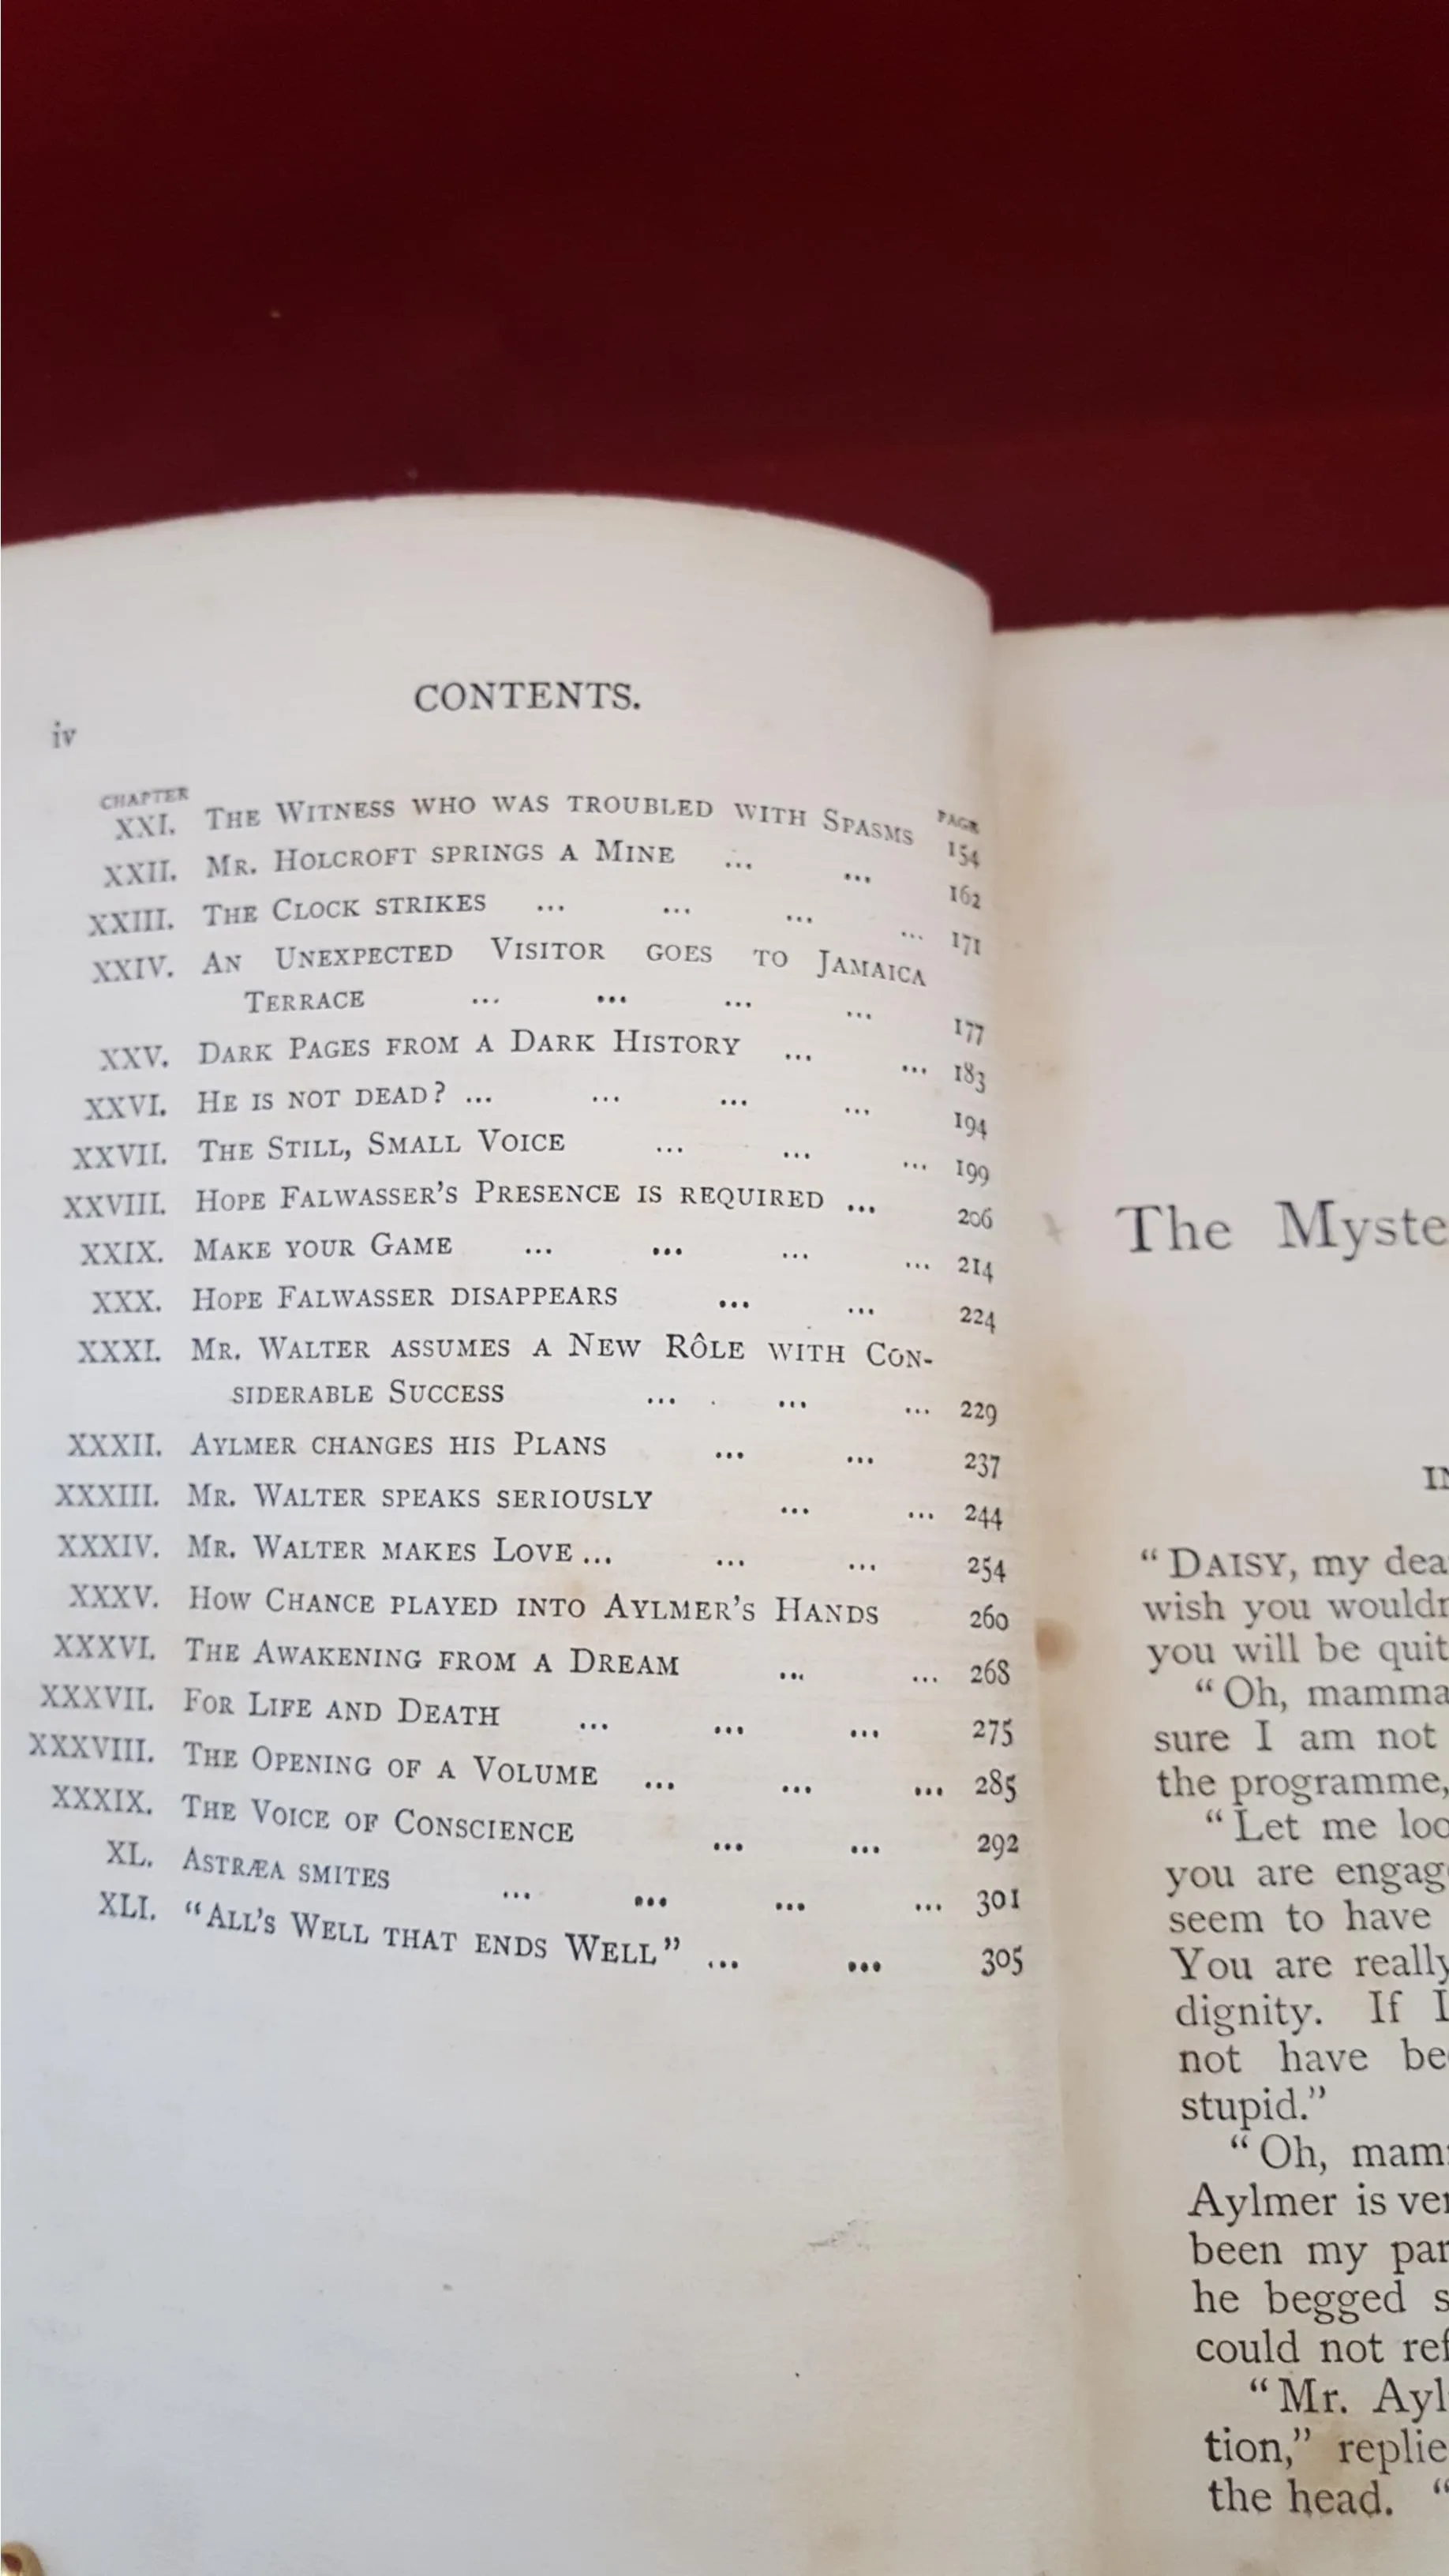 iv
CONTENTS.
CHAPTER PAGE
XXI. THE WITNESS WHO WAS TROUBLED WITH SPASMS 154
XXII. MR. HOLCROFT SPRINGS A MINE ... ... 162
XXIII. THE CLOCK STRIKES ... ... ... ... 171
XXIV. AN UNEXPECTED VISITOR GOES TO JAMAICA
TERRACE ... ... ... ... 177
XXV. DARK PAGES FROM A DARK HISTORY ... ... 183
XXVI. HE IS NOT DEAD? ... ... ... ... 194
XXVII. THE STILL, SMALL VOICE ... ... ... 199
XXVIII. HOPE FALWASSER'S PRESENCE IS REQUIRED ... 206
XXIX. MAKE YOUR GAME ... ... ... ... 214
XXX. HOPE FALWASSER DISAPPEARS ... ... 224
XXXI. MR. WALTER ASSUMES A NEW RÔLE WITH CON-
SIDERABLE SUCCESS ... ... ... 229
XXXII. AYLMER CHANGES HIS PLANS ... ... 237
XXXIII. MR. WALTER SPEAKS SERIOUSLY ... ... 244
XXXIV. MR. WALTER MAKES LOVE ... ... ... 254
XXXV. HOW CHANCE PLAYED INTO AYLMER'S HANDS 260
XXXVI. THE AWAKENING FROM A DREAM ... ... 268
XXXVII. FOR LIFE AND DEATH ... ... ... 275
XXXVIII. THE OPENING OF A VOLUME ... ... ... 285
XXXIX. THE VOICE OF CONSCIENCE ... ... 292
XL. ASTRÆA SMITES ... ... ... ... 301
XLI. "ALL'S WELL THAT ENDS WELL" ... ... 305
The Myste
IN
"DAISY, my dea
wish you wouldn
you will be quit
"Oh, mamma
sure I am not
the programme,
"Let me loo
you are engag
seem to have
You are really
dignity. If I
not have be
stupid."
"Oh, mam
Aylmer is ver
been my par
he begged s
could not ref
"Mr. Ayl
tion," replie
the head. "